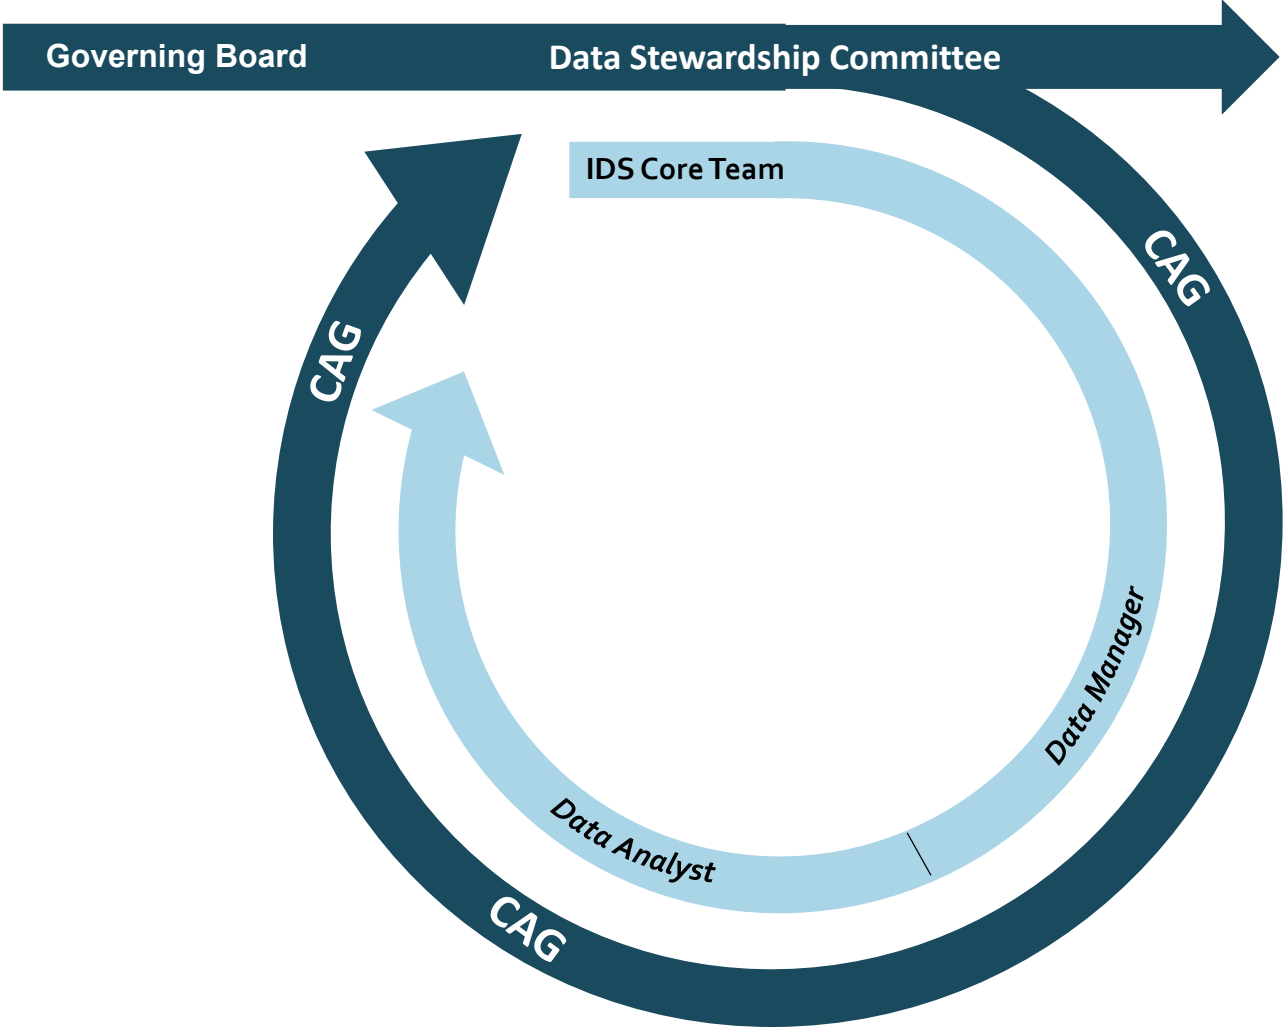 Governing Board
Data Stewardship Committee
IDS Core Team
CAG
CAG
Data Manager
Data Analyst
CAG